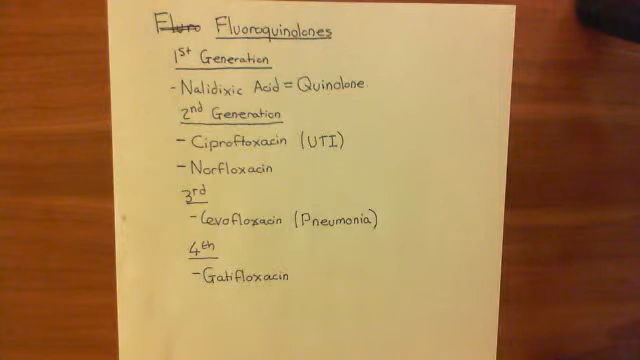 Fluro Fluoroquinolones
1st Generation
- Nalidixic Acid = Quinolone.
2nd Generation
- Ciprofloxacin (UTI)
- Norfloxacin
3rd
- Levofloxacin (Pneumonia)
4th
- Gatifloxacin